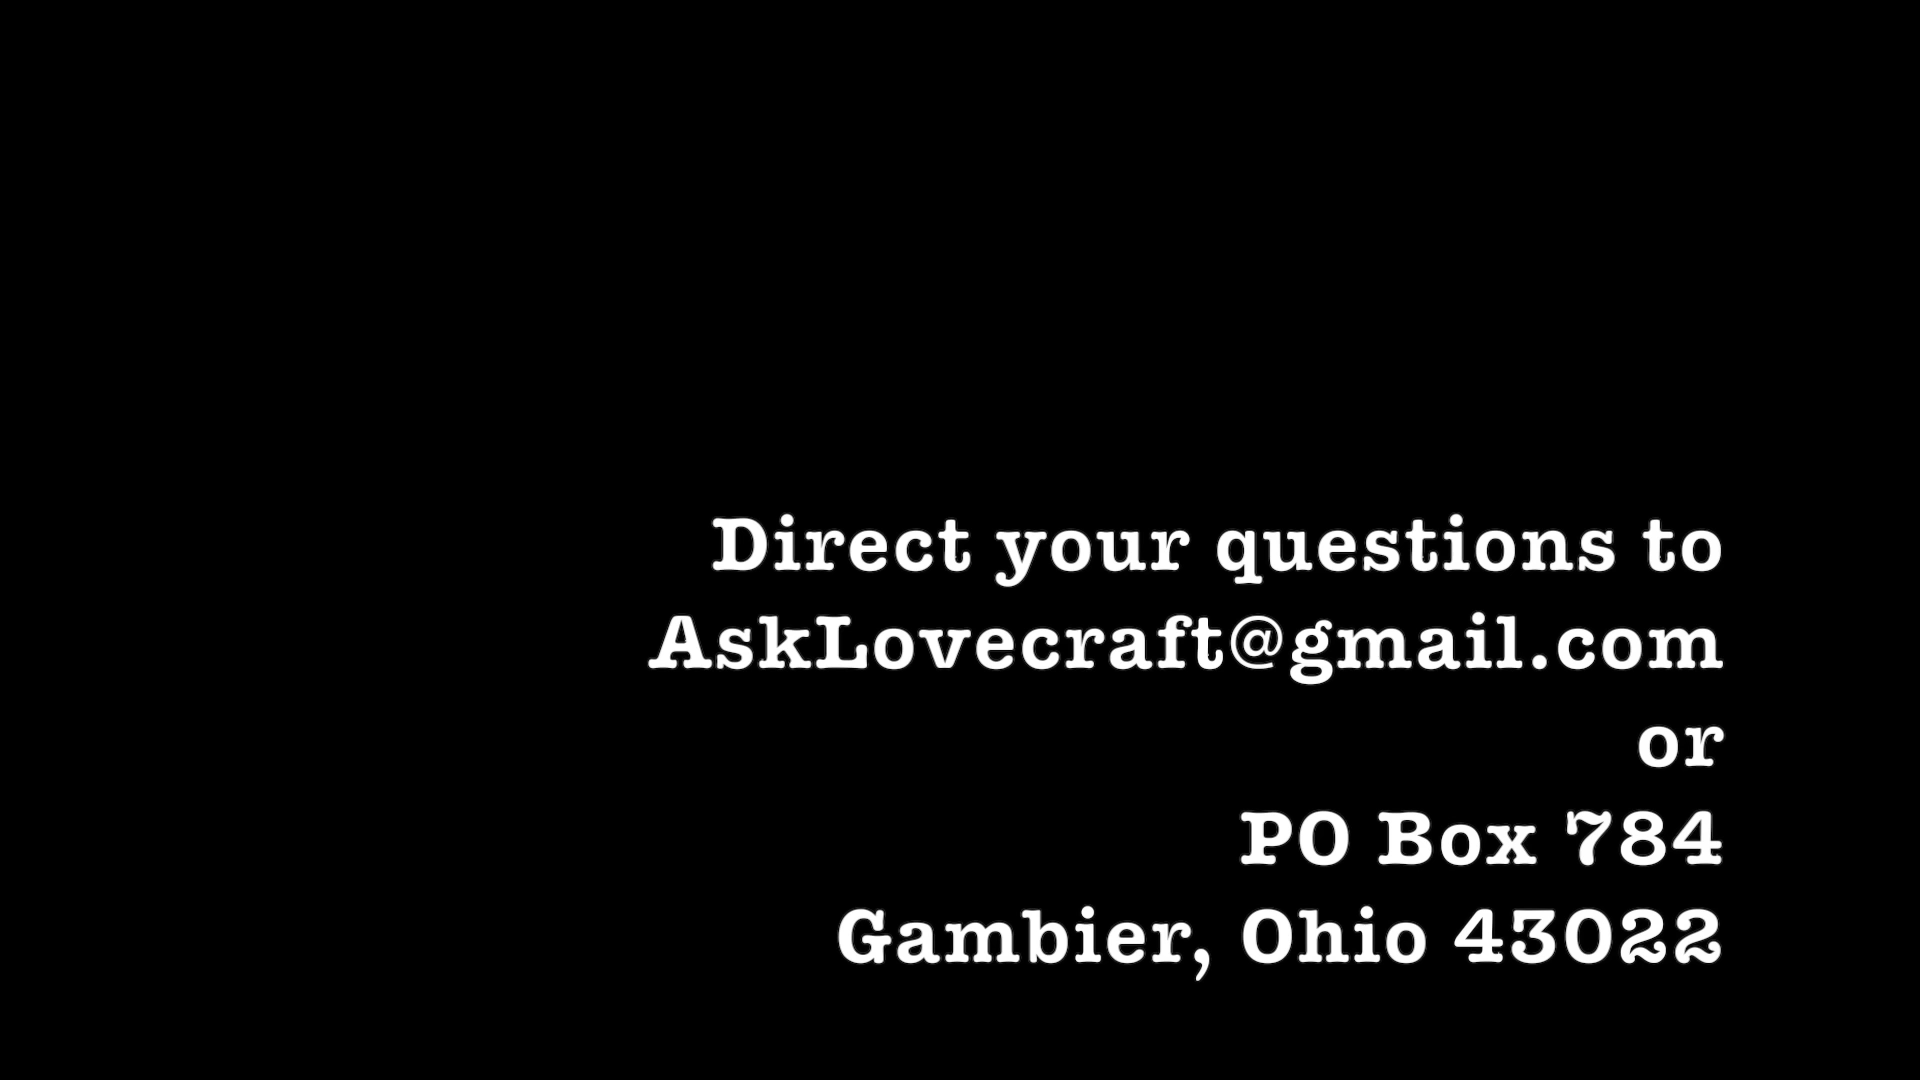 Direct your questions to
AskLovecraft@gmail.com
or
PO Box 784
Gambier, Ohio 43022